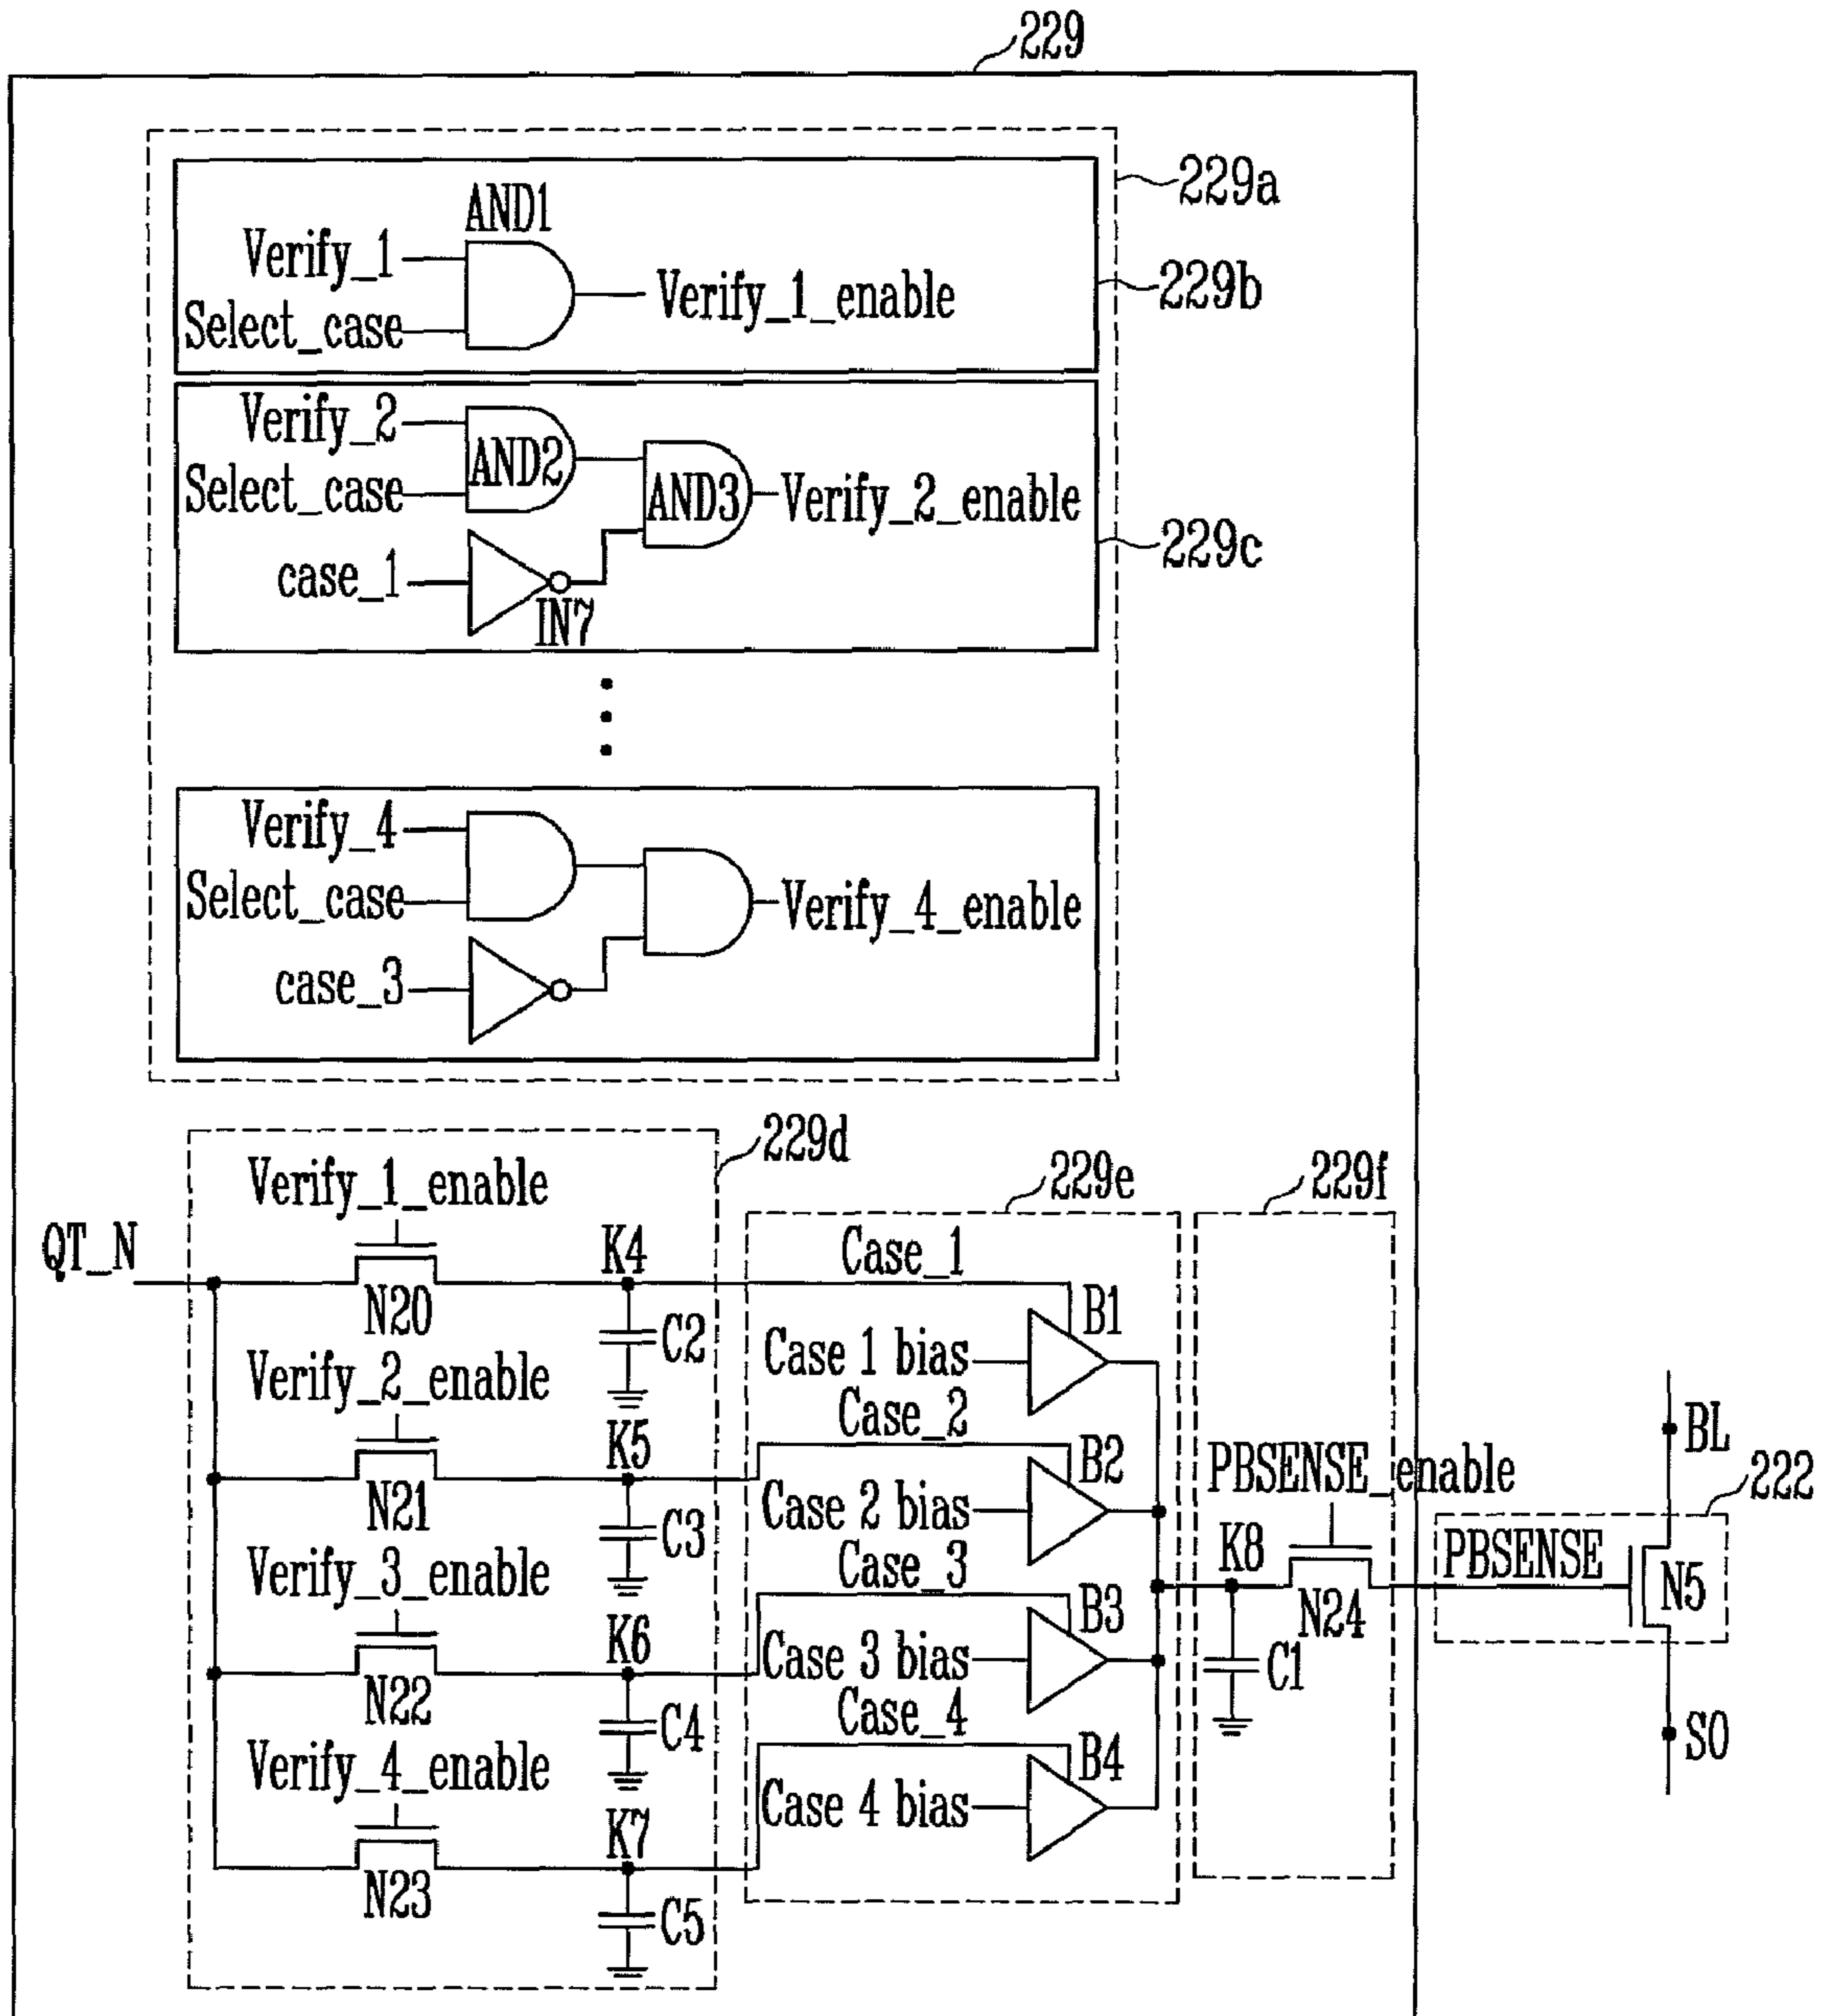 229
229a
AND1
Verify_1
Select_case
Verify_1_enable
229b
Verify_2
Select_case
AND2
AND3
Verify_2_enable
case_1
IN7
229c
Verify_4
Select_case
Verify_4_enable
case_3
229d
229e
229f
Verify_1_enable
QT_N
N20
K4
C2
Case_1
B1
Case 1 bias
Verify_2_enable
N21
K5
C3
Case_2
B2
Case 2 bias
Verify_3_enable
N22
K6
C4
Case_3
B3
Case 3 bias
Verify_4_enable
N23
K7
C5
Case_4
B4
Case 4 bias
PBSENSE_enable
K8
N24
C1
BL
222
PBSENSE
N5
SO